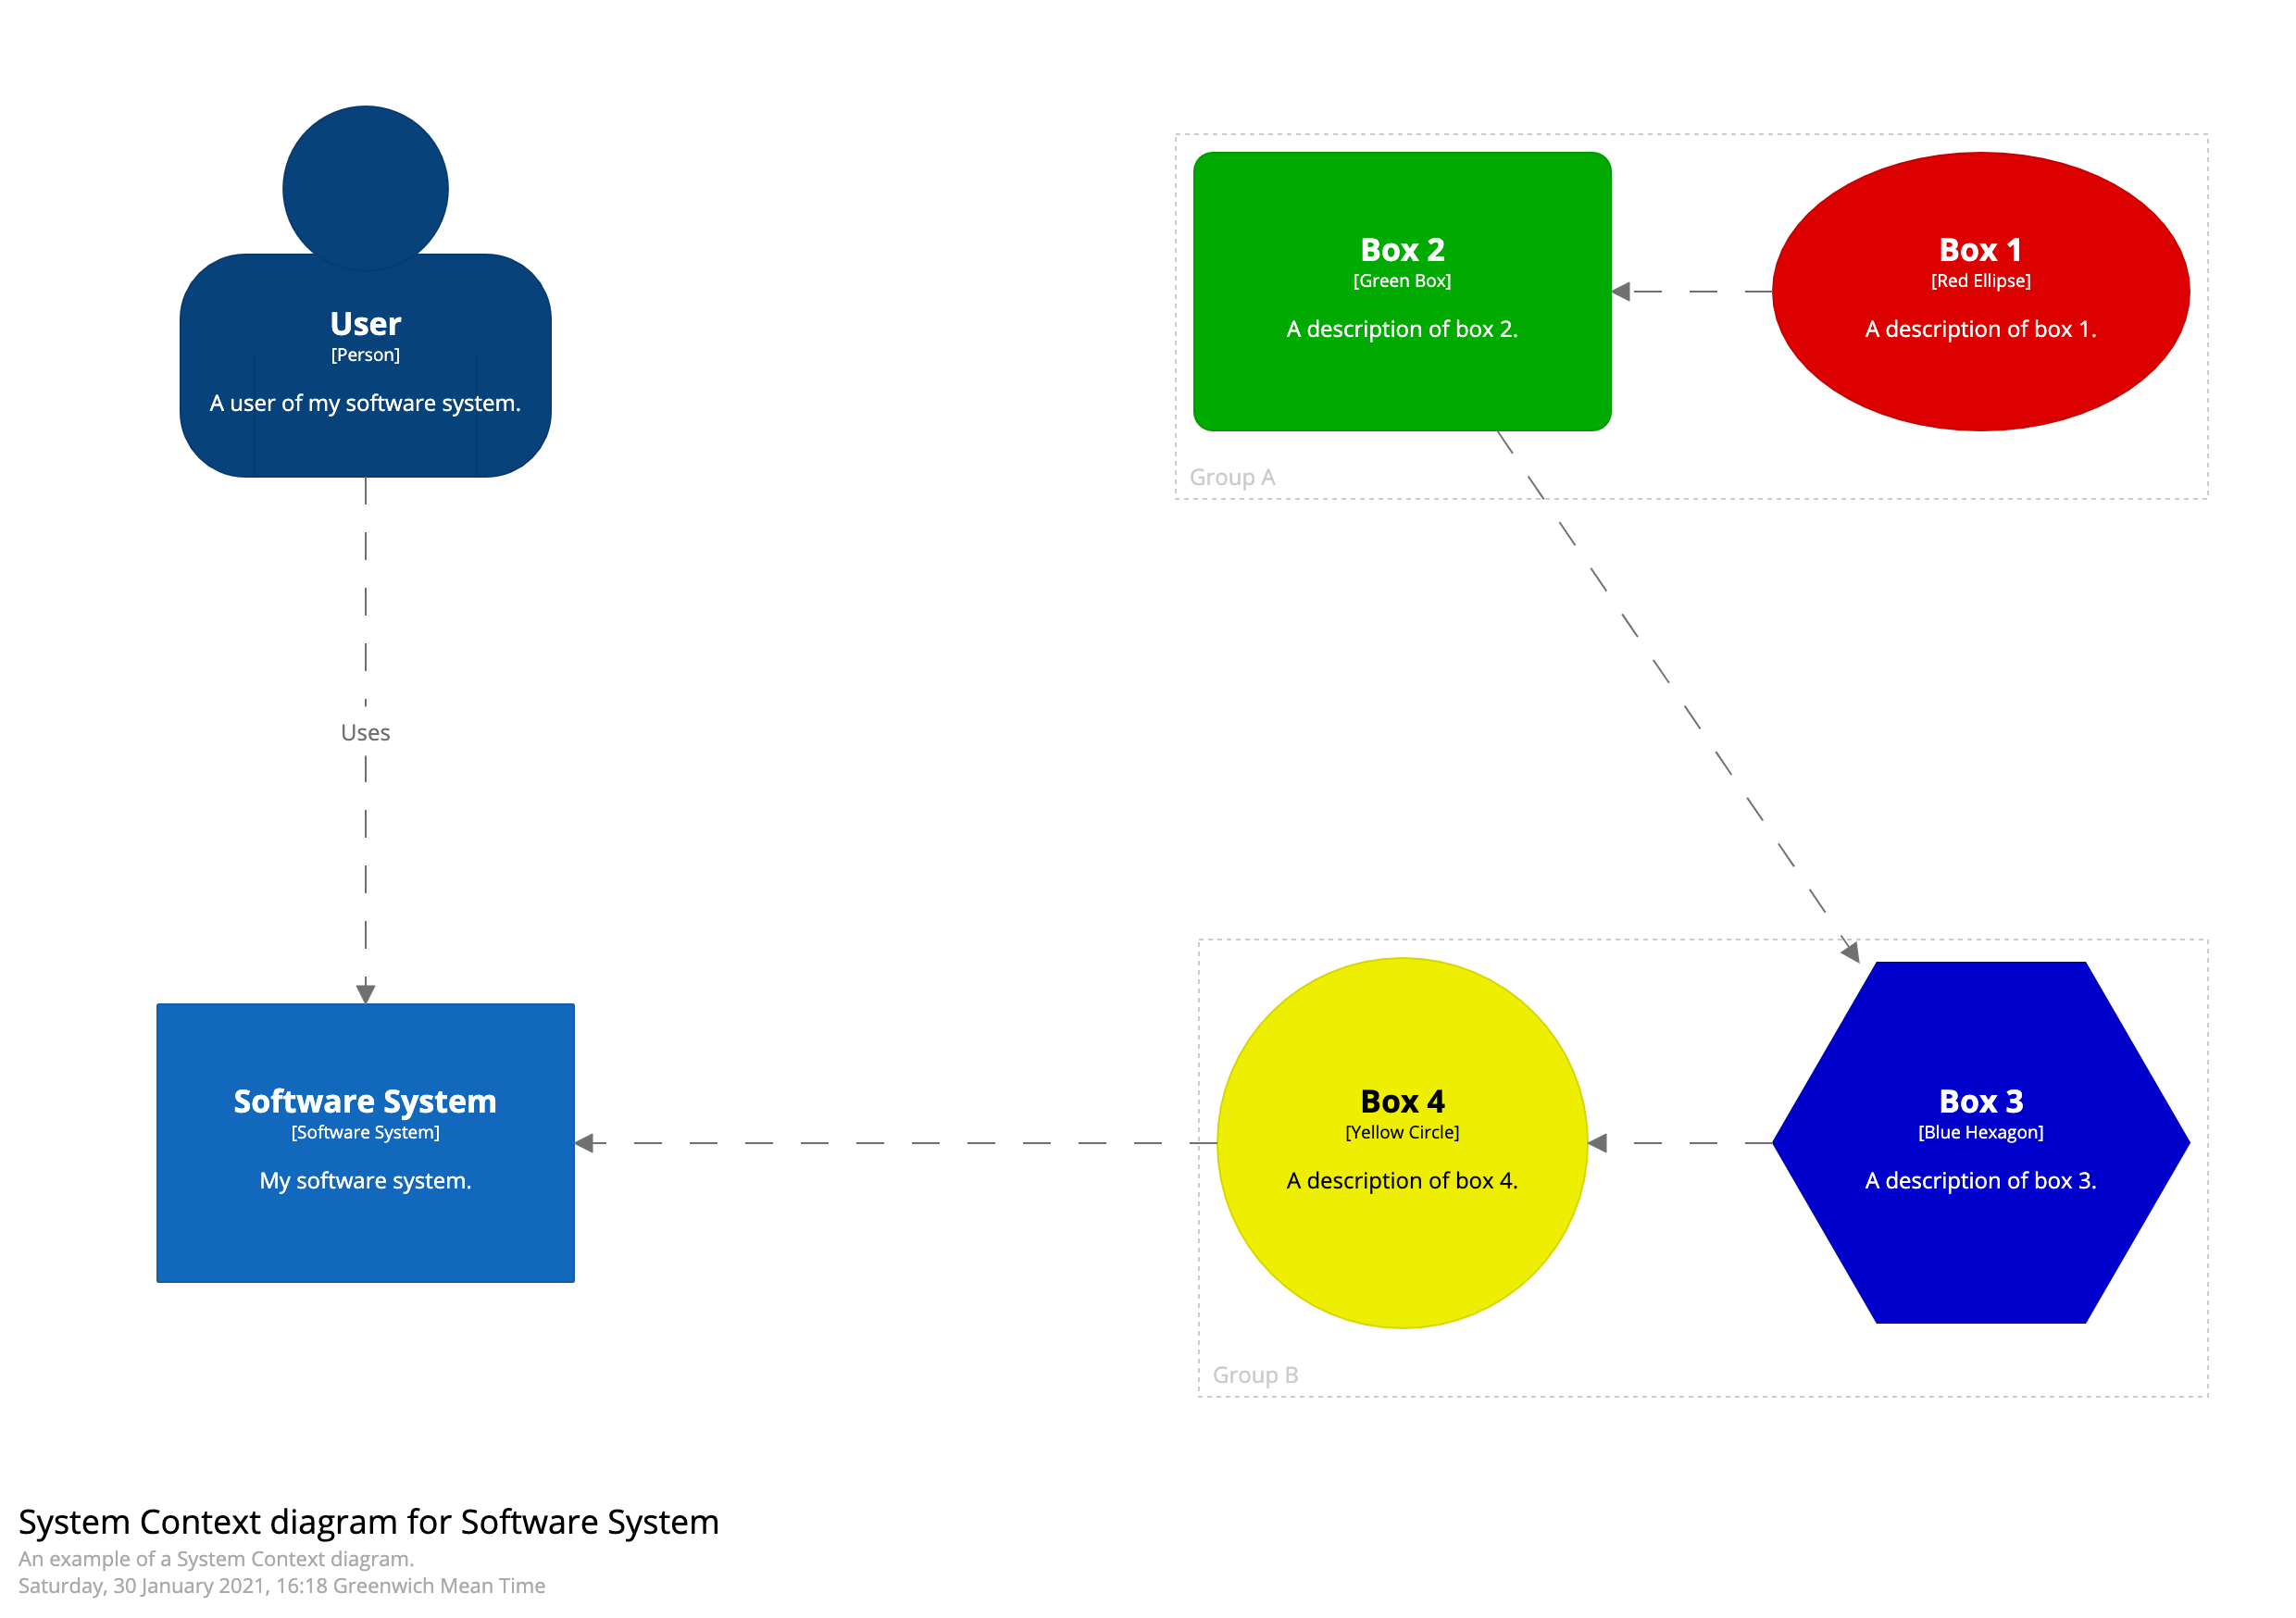 User
[Person]
A user of my software system.
Uses
Software System
[Software System]
My software system.
Box 2
[Green Box]
A description of box 2.
Box 1
[Red Ellipse]
A description of box 1.
Group A
Box 4
[Yellow Circle]
A description of box 4.
Box 3
[Blue Hexagon]
A description of box 3.
Group B
System Context diagram for Software System
An example of a System Context diagram.
Saturday, 30 January 2021, 16:18 Greenwich Mean Time